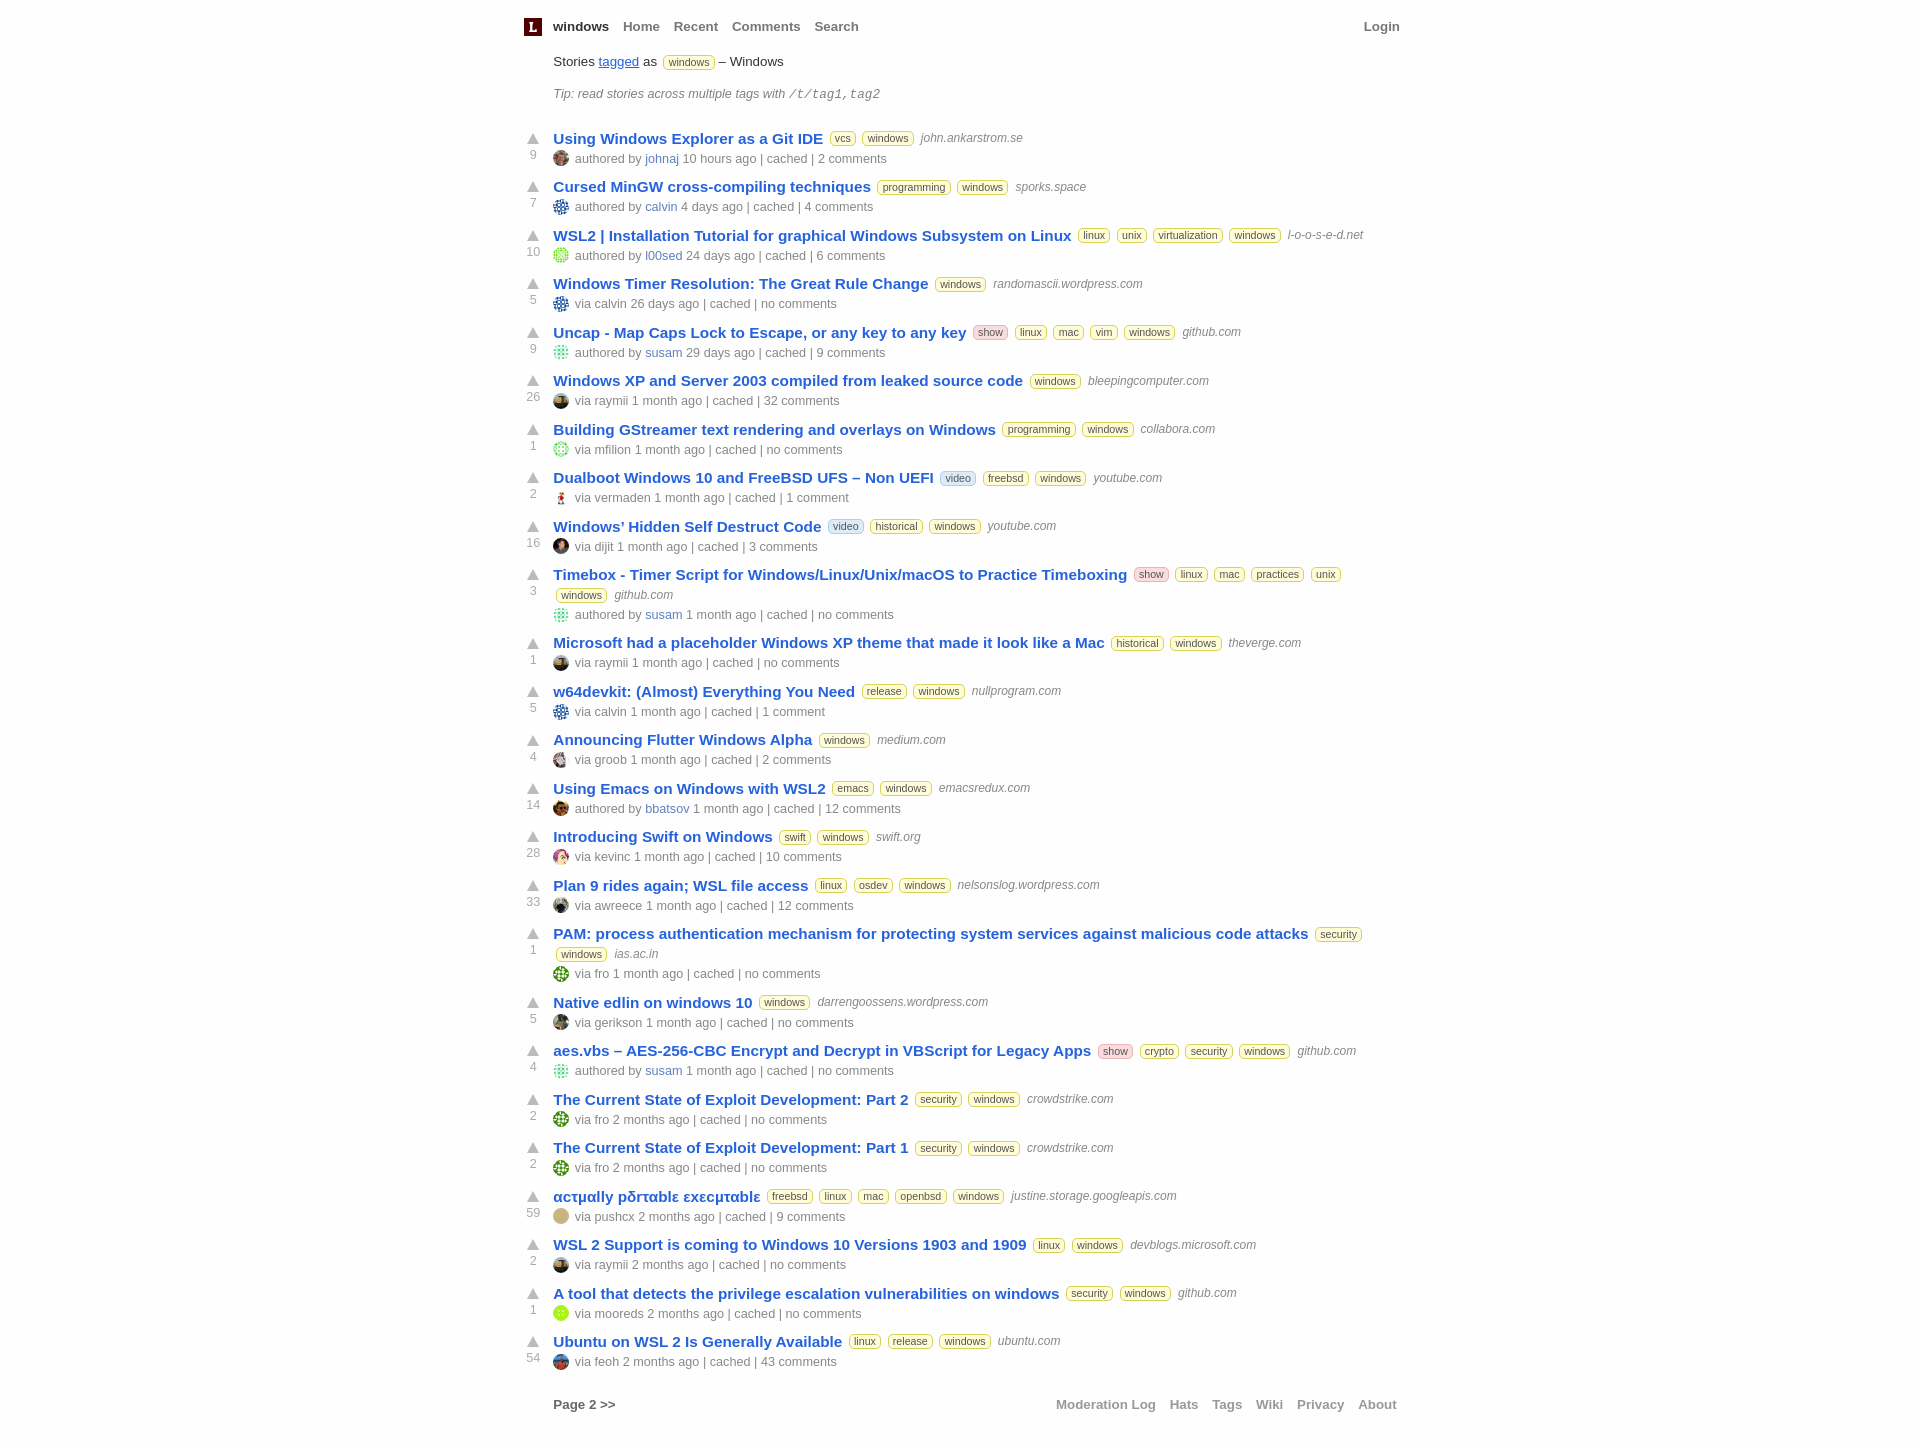 L windows Home Recent Comments Search Login
Stories tagged as windows – Windows
Tip: read stories across multiple tags with /t/tag1,tag2
Using Windows Explorer as a Git IDE vcs windows john.ankarstrom.se
9 authored by johnaj 10 hours ago | cached | 2 comments
Cursed MinGW cross-compiling techniques programming windows sporks.space
7 authored by calvin 4 days ago | cached | 4 comments
WSL2 | Installation Tutorial for graphical Windows Subsystem on Linux linux unix virtualization windows l-o-o-s-e-d.net
10 authored by l00sed 24 days ago | cached | 6 comments
Windows Timer Resolution: The Great Rule Change windows randomascii.wordpress.com
5 via calvin 26 days ago | cached | no comments
Uncap - Map Caps Lock to Escape, or any key to any key show linux mac vim windows github.com
9 authored by susam 29 days ago | cached | 9 comments
Windows XP and Server 2003 compiled from leaked source code windows bleepingcomputer.com
26 via raymii 1 month ago | cached | 32 comments
Building GStreamer text rendering and overlays on Windows programming windows collabora.com
1 via mfilion 1 month ago | cached | no comments
Dualboot Windows 10 and FreeBSD UFS – Non UEFI video freebsd windows youtube.com
2 via vermaden 1 month ago | cached | 1 comment
Windows’ Hidden Self Destruct Code video historical windows youtube.com
16 via dijit 1 month ago | cached | 3 comments
Timebox - Timer Script for Windows/Linux/Unix/macOS to Practice Timeboxing show linux mac practices unix
3 windows github.com
authored by susam 1 month ago | cached | no comments
Microsoft had a placeholder Windows XP theme that made it look like a Mac historical windows theverge.com
1 via raymii 1 month ago | cached | no comments
w64devkit: (Almost) Everything You Need release windows nullprogram.com
5 via calvin 1 month ago | cached | 1 comment
Announcing Flutter Windows Alpha windows medium.com
4 via groob 1 month ago | cached | 2 comments
Using Emacs on Windows with WSL2 emacs windows emacsredux.com
14 authored by bbatsov 1 month ago | cached | 12 comments
Introducing Swift on Windows swift windows swift.org
28 via kevinc 1 month ago | cached | 10 comments
Plan 9 rides again; WSL file access linux osdev windows nelsonslog.wordpress.com
33 via awreece 1 month ago | cached | 12 comments
PAM: process authentication mechanism for protecting system services against malicious code attacks security
1 windows ias.ac.in
via fro 1 month ago | cached | no comments
Native edlin on windows 10 windows darrengoossens.wordpress.com
5 via gerikson 1 month ago | cached | no comments
aes.vbs – AES-256-CBC Encrypt and Decrypt in VBScript for Legacy Apps show crypto security windows github.com
4 authored by susam 1 month ago | cached | no comments
The Current State of Exploit Development: Part 2 security windows crowdstrike.com
2 via fro 2 months ago | cached | no comments
The Current State of Exploit Development: Part 1 security windows crowdstrike.com
2 via fro 2 months ago | cached | no comments
αcτμαlly pδrταblε εxεcμταblε freebsd linux mac openbsd windows justine.storage.googleapis.com
59 via pushcx 2 months ago | cached | 9 comments
WSL 2 Support is coming to Windows 10 Versions 1903 and 1909 linux windows devblogs.microsoft.com
2 via raymii 2 months ago | cached | no comments
A tool that detects the privilege escalation vulnerabilities on windows security windows github.com
1 via mooreds 2 months ago | cached | no comments
Ubuntu on WSL 2 Is Generally Available linux release windows ubuntu.com
54 via feoh 2 months ago | cached | 43 comments
Page 2 >> Moderation Log Hats Tags Wiki Privacy About